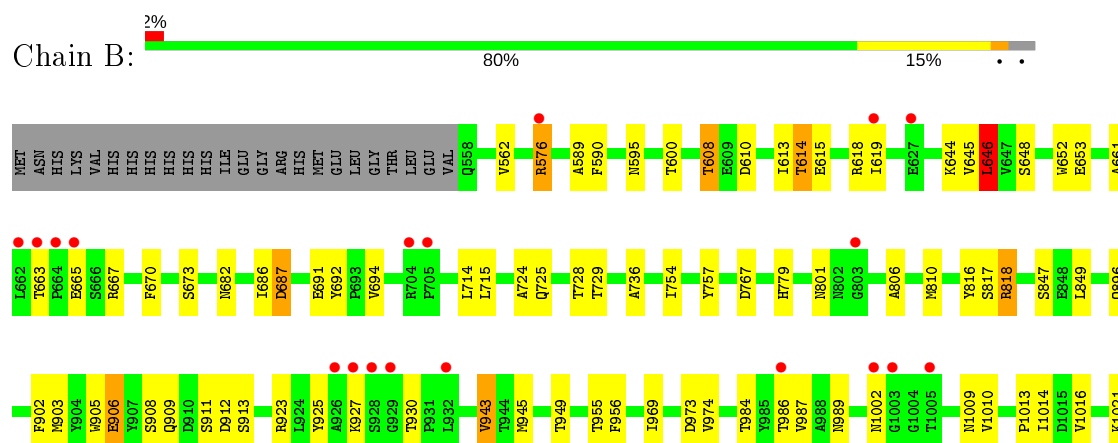 2%
Chain B:
80% 15% • •
MET ASN HIS LYS VAL HIS HIS HIS HIS HIS HIS ILE GLU GLY ARG HIS MET GLU LEU GLY THR LEU GLU VAL Q558 V562 R576 A589 F590 N595 T600 T608 E609 D610 I613 T614 E615 R618 I619 E627 K644 V645 L646 V647 S648 W652 E653 A661
L662 T663 P664 E665 S666 R667 F670 S673 N682 I686 D687 E691 Y692 P693 V694 R704 P705 L714 L715 A724 Q725 T728 T729 A736 I754 Y757 D767 H779 N801 N802 G803 A806 M810 Y816 S817 R818 S847 E848 L849
F902 M903 Y904 W905 E906 Y907 S908 Q909 D910 S911 D912 S913 R923 L924 Y925 A926 K927 S928 G929 T930 P931 L932 V943 T944 M945 T949 T955 F956 I969 D973 V974 T984 Y985 T986 V987 A988 N989 N1002 G1003 G1004 T1005 N1009 V1010 P1013 I1014 D1015 V1016